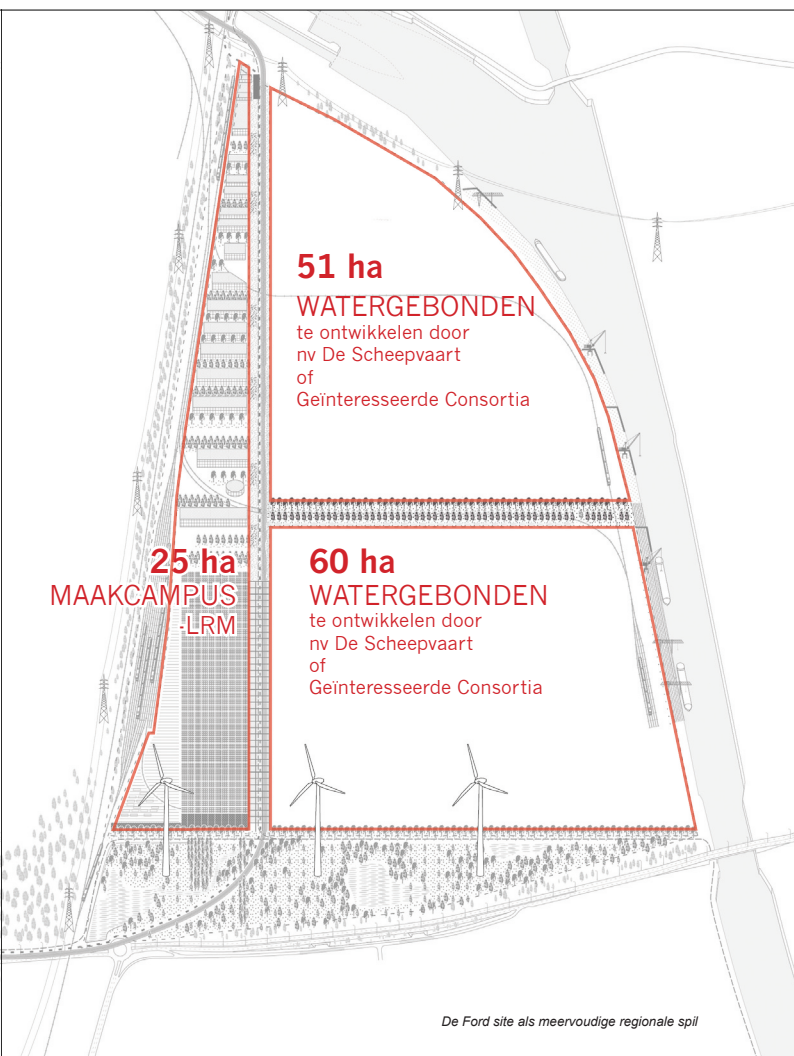 51 ha
WATERGEBONDEN
te ontwikkelen door
nv De Scheepvaart
of
Geïnteresseerde Consortia
25 ha
MAAKCAMPUS
-LRM
60 ha
WATERGEBONDEN
te ontwikkelen door
nv De Scheepvaart
of
Geïnteresseerde Consortia
De Ford site als meervoudige regionale spil